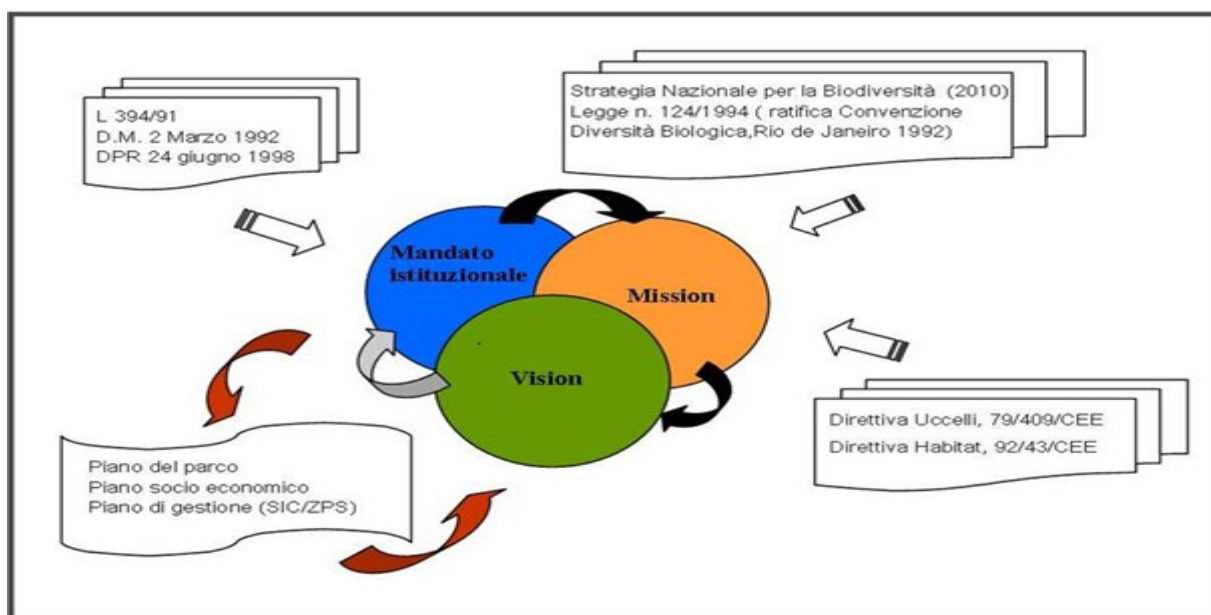 L 394/91
D.M. 2 Marzo 1992
DPR 24 giugno 1998
Strategia Nazionale per la Biodiversità (2010)
Legge n. 124/1994 ( ratifica Convenzione
Diversità Biologica,Rio de Janeiro 1992)
Mandato
istituzionale
Mission
Vision
Direttiva Uccelli, 79/409/CEE
Direttiva Habitat, 92/43/CEE
Piano del parco
Piano socio economico
Piano di gestione (SIC/ZPS)